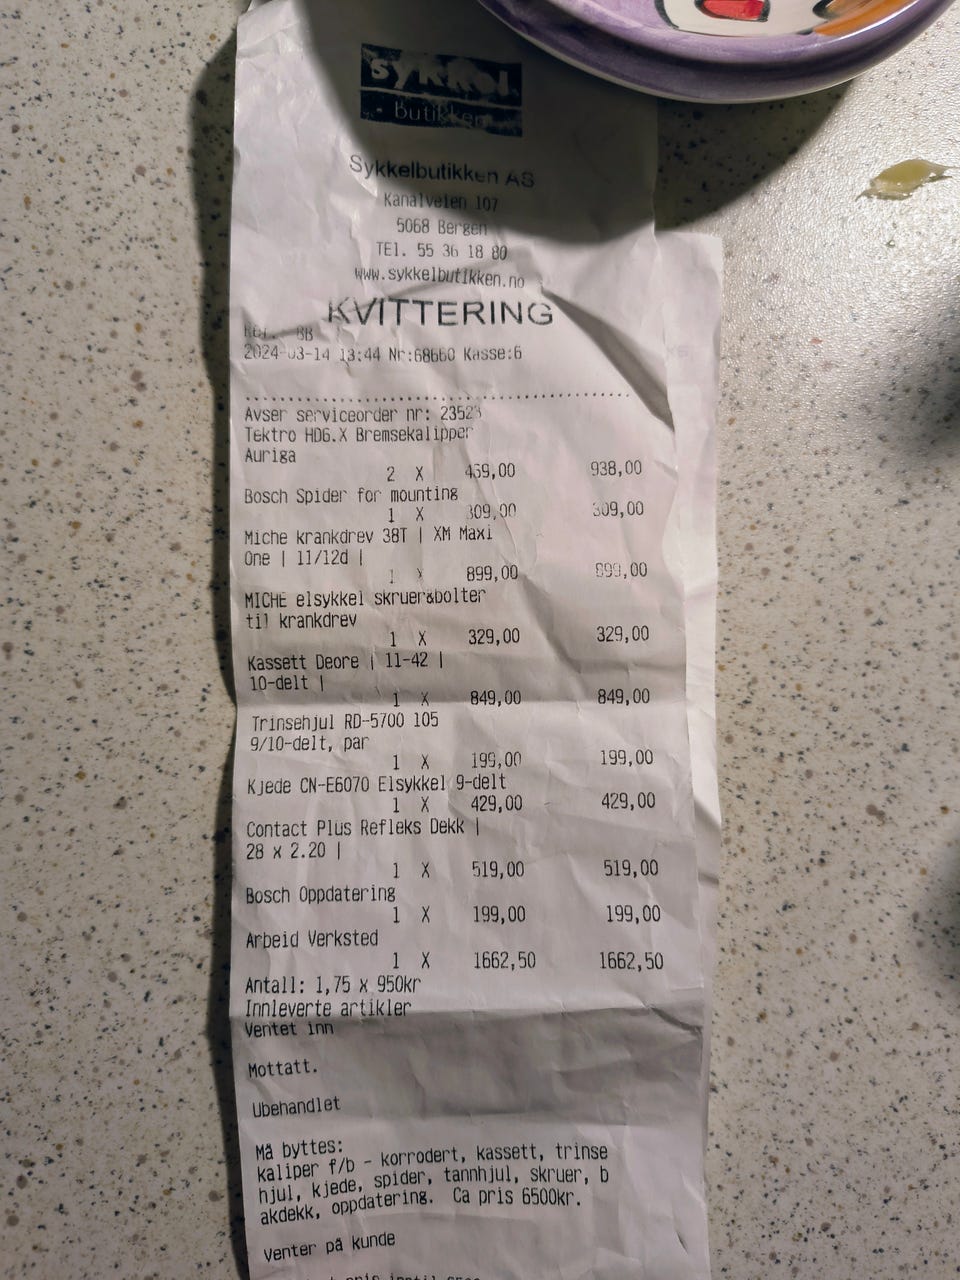 sykkel
butikken
Sykkelbutikken AS
Kanalveien 107
5068 Bergen
TEl. 55 36 18 80
www.sykkelbutikken.no
KVITTERING
Ref.: BB
2024-03-14 13:44 Nr:68660 Kasse:6
Avser serviceorder nr: 23523
Tektro HD6.X Bremsekalipper
Auriga
2 X 469,00 938,00
Bosch Spider for mounting
1 X 309,00 309,00
Miche krankdrev 38T | XM Maxi
One | 11/12d |
1 X 899,00 899,00
MICHE elsykkel skruer&bolter
til krankdrev
1 X 329,00 329,00
Kassett Deore | 11-42 |
10-delt |
1 X 849,00 849,00
Trinsehjul RD-5700 105
9/10-delt, par
1 X 199,00 199,00
Kjede CN-E6070 Elsykkel 9-delt
1 X 429,00 429,00
Contact Plus Refleks Dekk |
28 x 2.20 |
1 X 519,00 519,00
Bosch Oppdatering
1 X 199,00 199,00
Arbeid Verksted
1 X 1662,50 1662,50
Antall: 1,75 x 950kr
Innleverte artikler
Ventet inn
Mottatt.
Ubehandlet
Må byttes:
kaliper f/b - korrodert, kassett, trinse
hjul, kjede, spider, tannhjul, skruer, b
akdekk, oppdatering. Ca pris 6500kr.
Venter på kunde